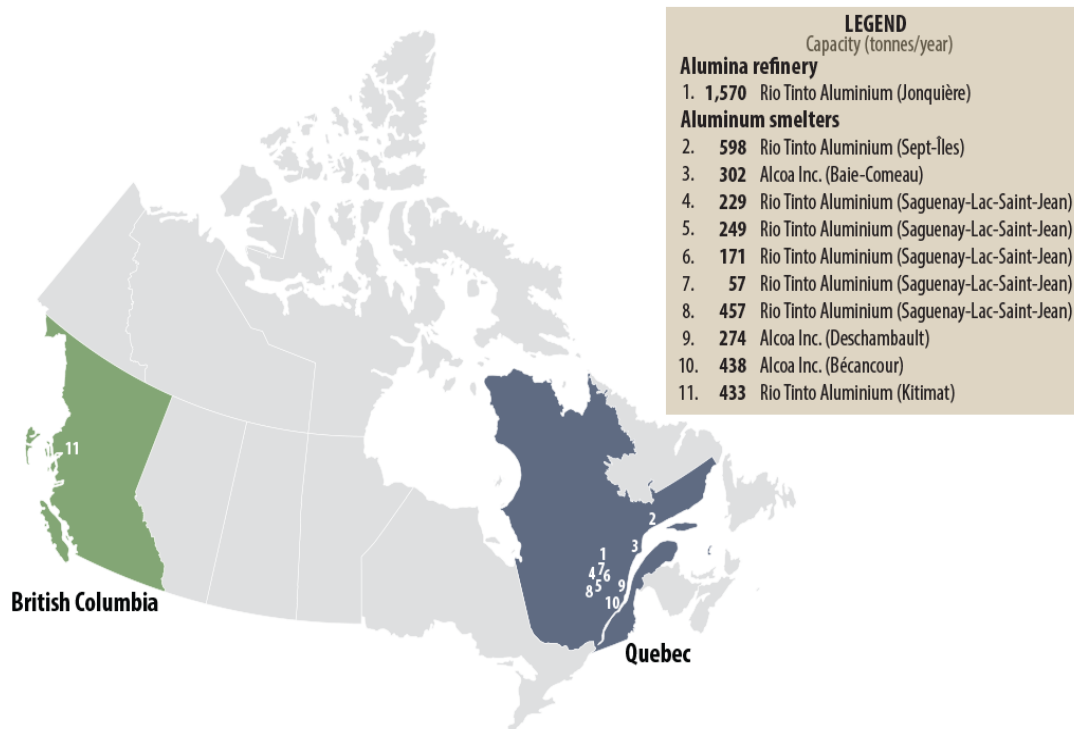 LEGEND
Capacity (tonnes/year)
Alumina refinery
1. 1,570 Rio Tinto Aluminium (Jonquière)
Aluminum smelters
2. 598 Rio Tinto Aluminium (Sept-Îles)
3. 302 Alcoa Inc. (Baie-Comeau)
4. 229 Rio Tinto Aluminium (Saguenay-Lac-Saint-Jean)
5. 249 Rio Tinto Aluminium (Saguenay-Lac-Saint-Jean)
6. 171 Rio Tinto Aluminium (Saguenay-Lac-Saint-Jean)
7. 57 Rio Tinto Aluminium (Saguenay-Lac-Saint-Jean)
8. 457 Rio Tinto Aluminium (Saguenay-Lac-Saint-Jean)
9. 274 Alcoa Inc. (Deschambault)
10. 438 Alcoa Inc. (Bécancour)
11. 433 Rio Tinto Aluminium (Kitimat)
11
2
3
1
7
4
6
5
9
8
10
British Columbia
Quebec